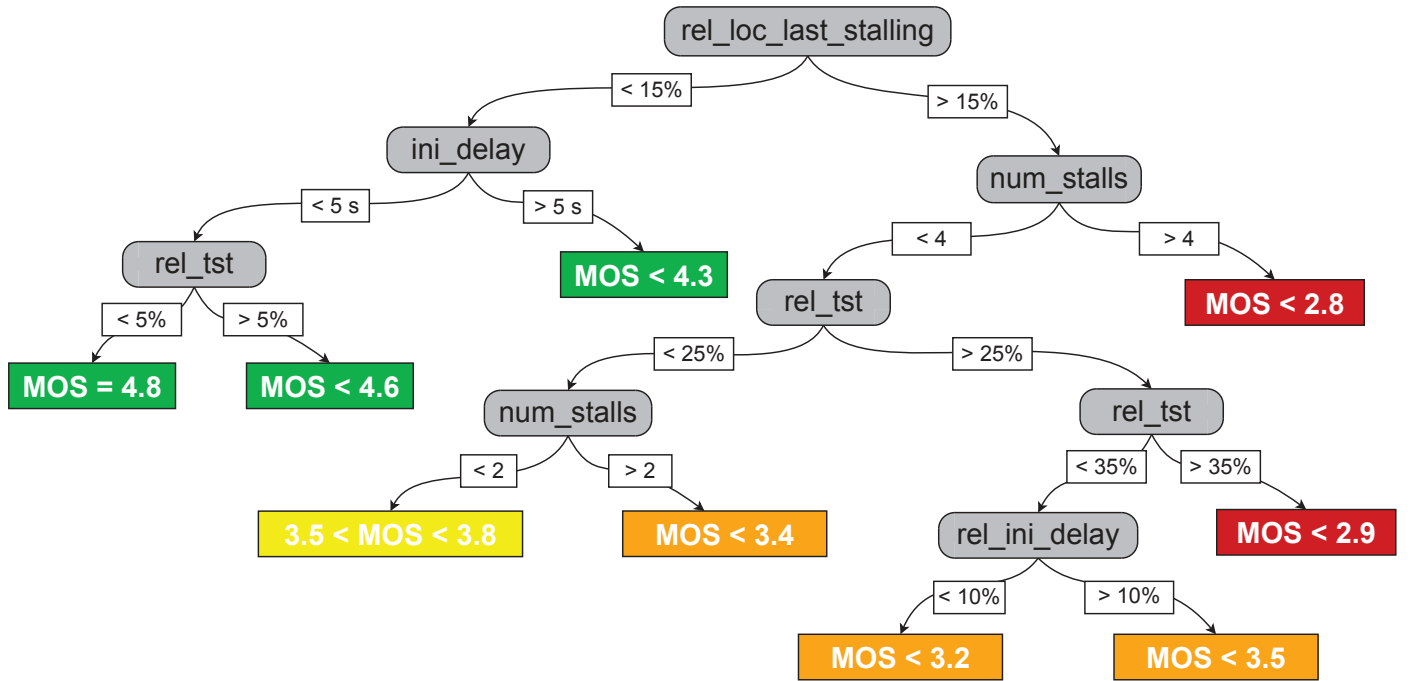 rel_loc_last_stalling
< 15%
> 15%
ini_delay
num_stalls
< 5 s
> 5 s
< 4
> 4
rel_tst
MOS < 4.3
rel_tst
MOS < 2.8
< 5%
> 5%
< 25%
> 25%
MOS = 4.8
MOS < 4.6
num_stalls
rel_tst
< 2
> 2
< 35%
> 35%
3.5 < MOS < 3.8
MOS < 3.4
rel_ini_delay
MOS < 2.9
< 10%
> 10%
MOS < 3.2
MOS < 3.5